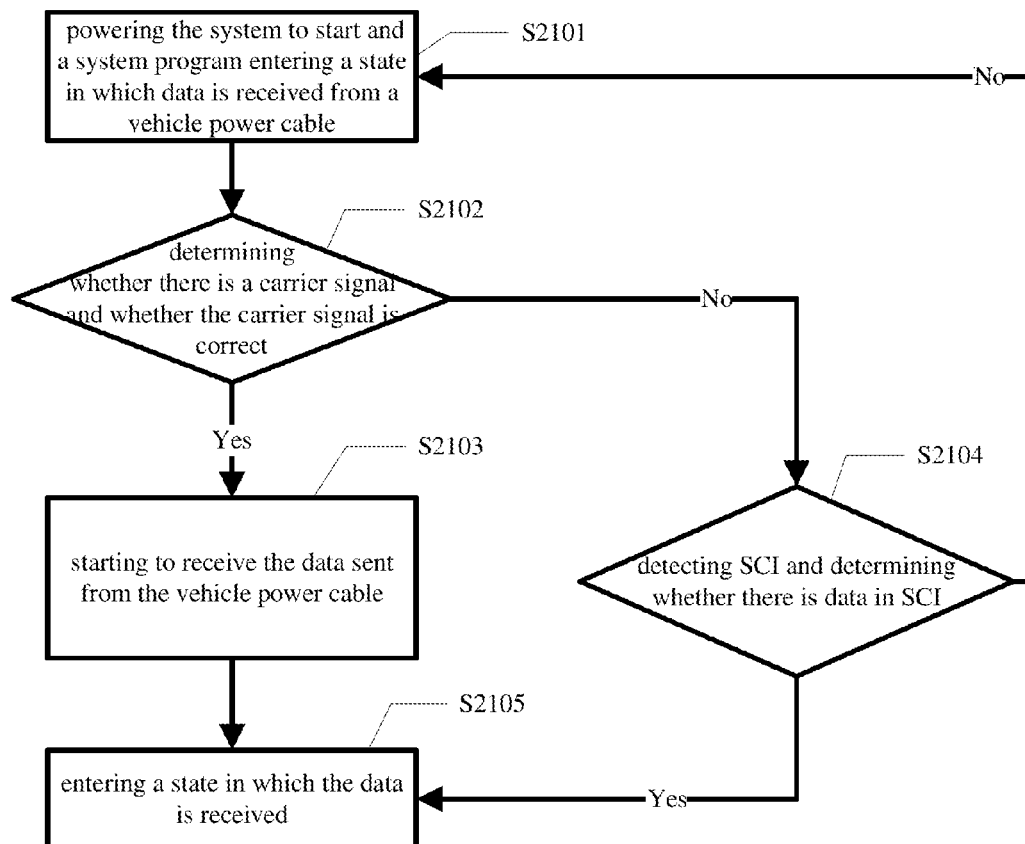 powering the system to start and
a system program entering a state
in which data is received from a
vehicle power cable
S2101
No
S2102
determining
whether there is a carrier signal
and whether the carrier signal is
correct
No
Yes
S2103
S2104
starting to receive the data sent
from the vehicle power cable
detecting SCI and determining
whether there is data in SCI
S2105
entering a state in which the data
is received
Yes